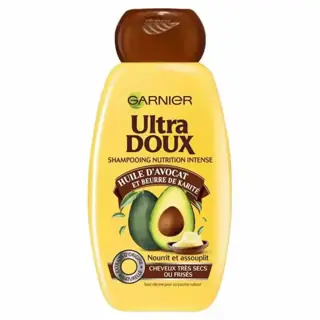 GARNIER
Ultra
DOUX
SHAMPOOING NUTRITION INTENSE
HUILE D'AVOCAT
ET BEURRE DE KARITÉ
Nourrit et assouplit
CHEVEUX TRÈS SECS
OU FRISÉS